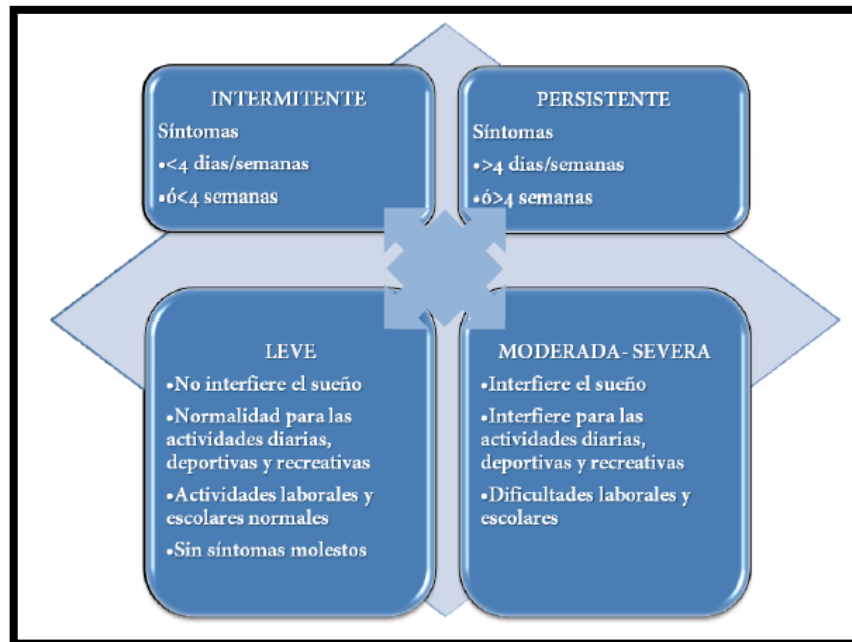 INTERMITENTE
Síntomas
•<4 dias/semanas
•ó<4 semanas
PERSISTENTE
Síntomas
•>4 dias/semanas
•ó>4 semanas
LEVE
•No interfiere el sueño
•Normalidad para las
actividades diarias,
deportivas y recreativas
•Actividades laborales y
escolares normales
•Sin síntomas molestos
MODERADA- SEVERA
•Interfiere el sueño
•Interfiere para las
actividades diarias,
deportivas y recreativas
•Dificultades laborales y
escolares